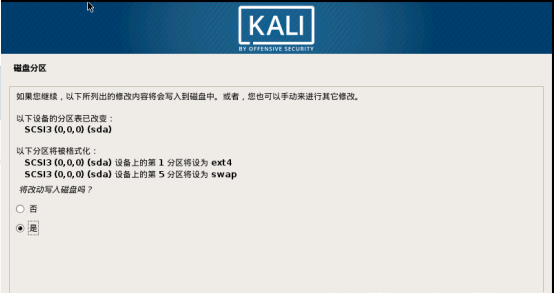 KALI
BY OFFENSIVE SECURITY
磁盘分区
如果您继续，以下所列出的修改内容将会写入到磁盘中。或者，您也可以手动来进行其它修改。
以下设备的分区表已改变：
SCSI3 (0,0,0) (sda)
以下分区将被格式化：
SCSI3 (0,0,0) (sda) 设备上的第 1 分区将设为 ext4
SCSI3 (0,0,0) (sda) 设备上的第 5 分区将设为 swap
将改动写入磁盘吗？
否
是